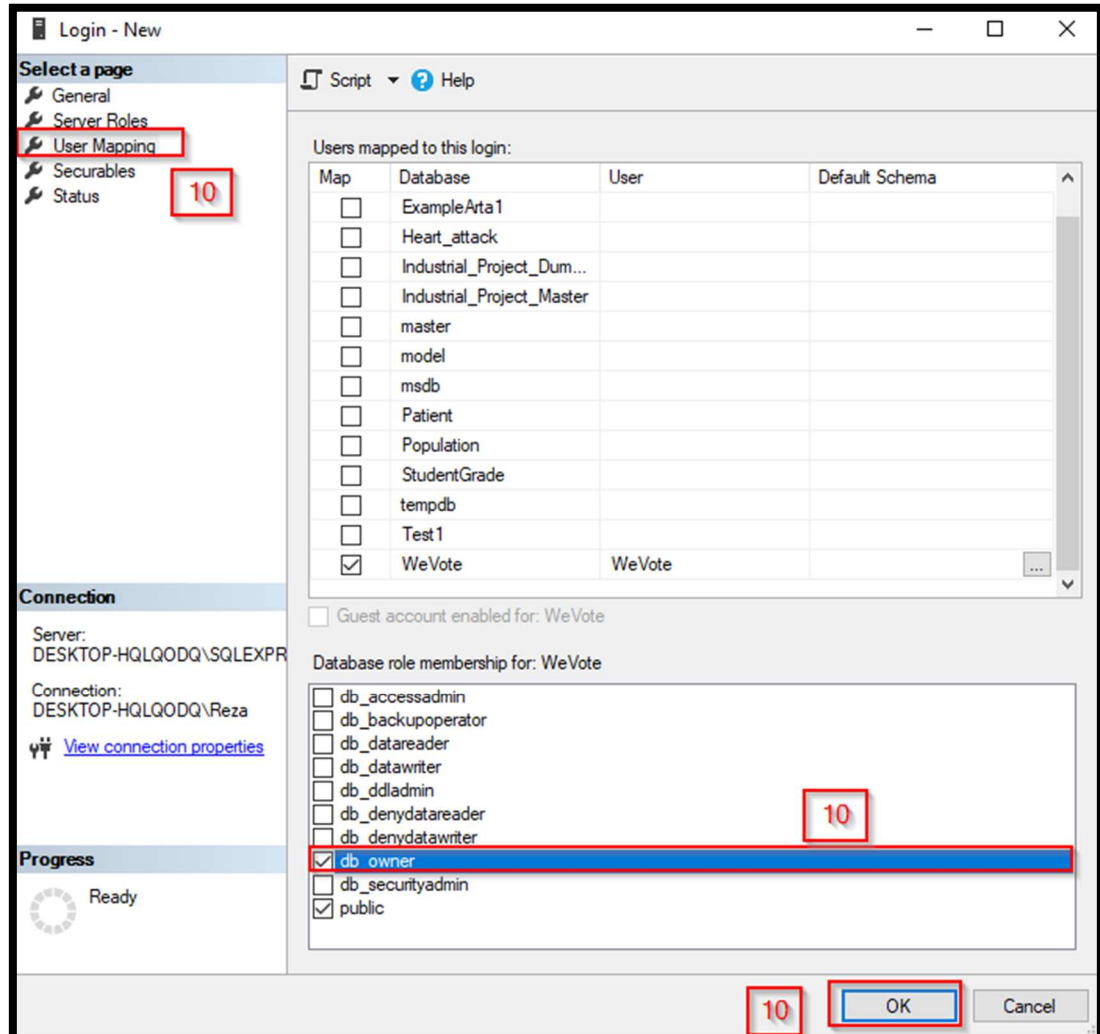 Login - New
Select a page
General
Server Roles
User Mapping
Securables
Status
10
Script
Help
Users mapped to this login:
Map Database User Default Schema
ExampleArta1
Heart_attack
Industrial_Project_Dum...
Industrial_Project_Master
master
model
msdb
Patient
Population
StudentGrade
tempdb
Test1
WeVote WeVote ...
Guest account enabled for: WeVote
Connection
Server:
DESKTOP-HQLQODQ\SQLEXPR
Connection:
DESKTOP-HQLQODQ\Reza
View connection properties
Database role membership for: WeVote
db_accessadmin
db_backupoperator
db_datareader
db_datawriter
db_ddladmin
db_denydatareader
db_denydatawriter
10
db_owner
db_securityadmin
public
Progress
Ready
10
OK Cancel